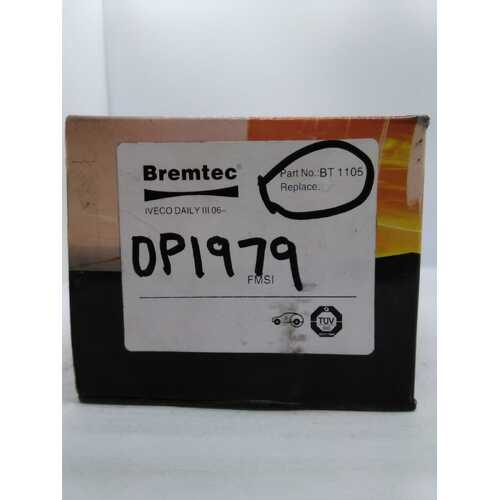 Bremtec®
Part No.:BT 1105
Replace.
IVECO DAILY III 06–
DP1979
FMSI
TÜV